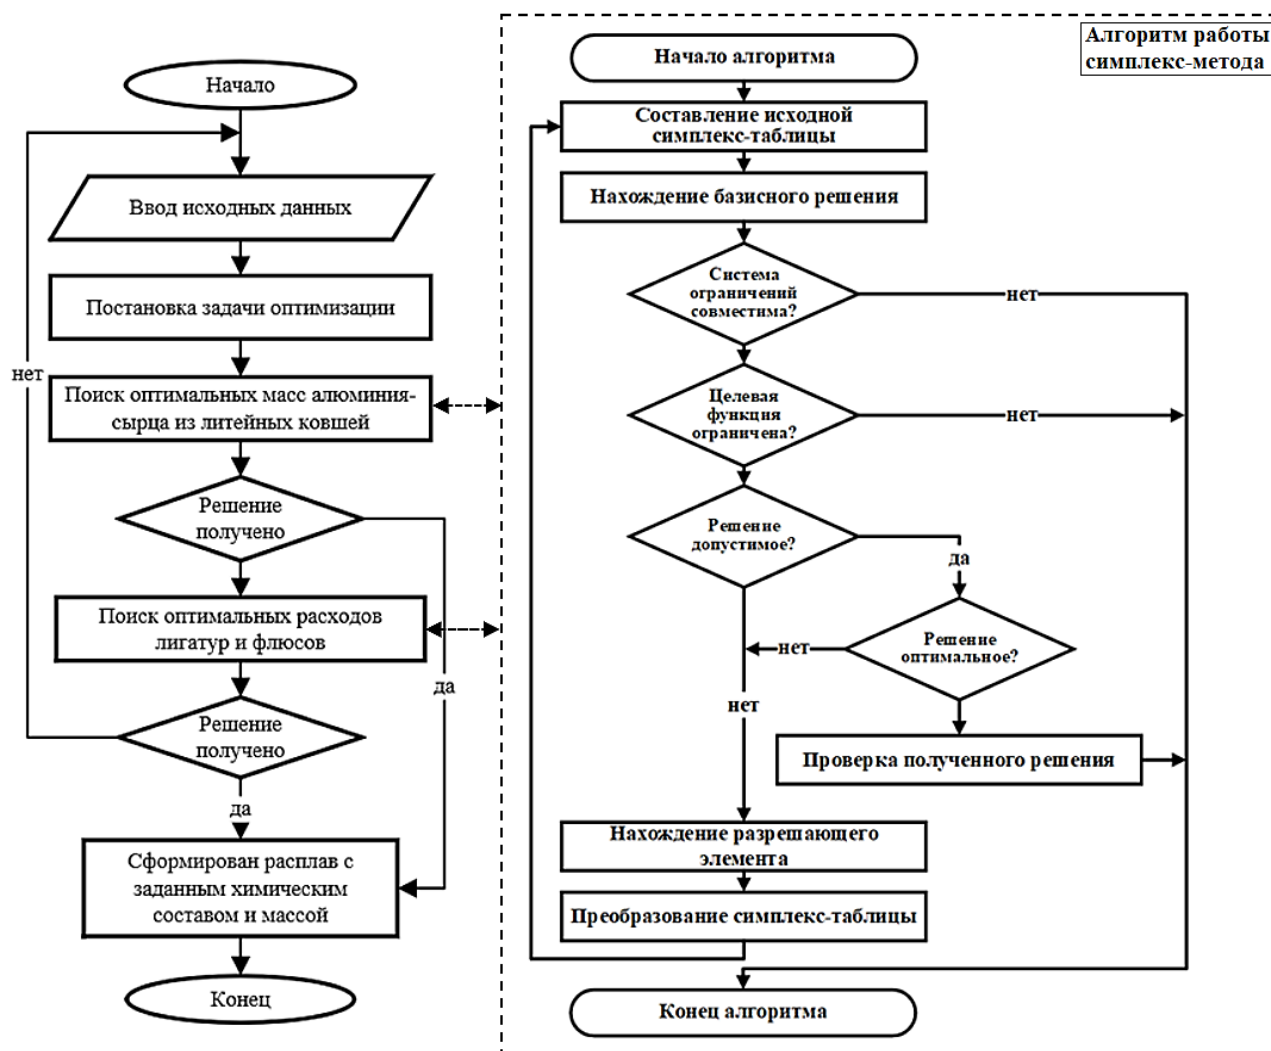 Начало
Ввод исходных данных
Постановка задачи оптимизации
нет
Поиск оптимальных масс алюминия-
сырца из литейных ковшей
Решение
получено
Поиск оптимальных расходов
лигатур и флюсов
да
Решение
получено
да
Сформирован расплав с
заданным химическим
составом и массой
Конец
Алгоритм работы
симплекс-метода
Начало алгоритма
Составление исходной
симплекс-таблицы
Нахождение базисного решения
Система
ограничений
совместима?
нет
Целевая
функция
ограничена?
нет
Решение
допустимое?
да
Решение
оптимальное?
нет
нет
Проверка полученного решения
Нахождение разрешающего
элемента
Преобразование симплекс-таблицы
Конец алгоритма